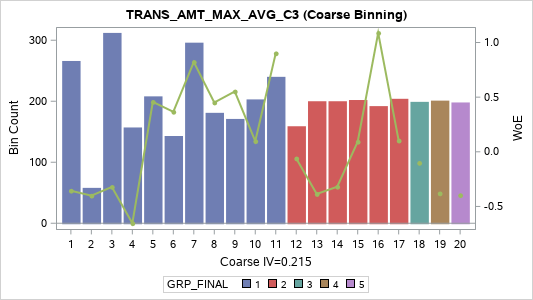 TRANS_AMT_MAX_AVG_C3 (Coarse Binning)
Bin Count
300
200
100
0
1.0
0.5
0.0
-0.5
WoE
1 2 3 4 5 6 7 8 9 10 11 12 13 14 15 16 17 18 19 20
Coarse IV=0.215
GRP_FINAL 1 2 3 4 5